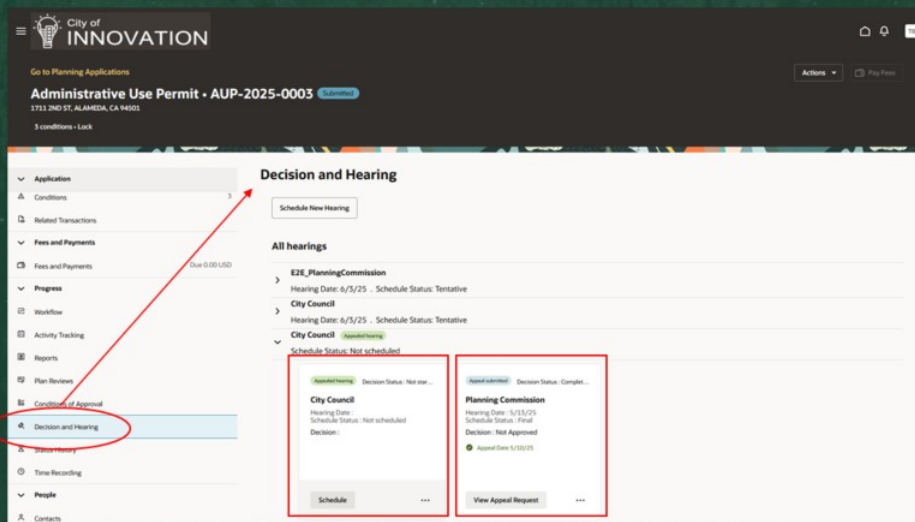 City of
INNOVATION
Go to Planning Applications
Actions
Pay Fees
Administrative Use Permit • AUP-2025-0003 Submitted
1711 2ND ST, ALAMEDA, CA 94501
3 conditions • Lock
Application
Conditions
Related Transactions
Fees and Payments
Fees and Payments Due 0.00 USD
Progress
Workflow
Activity Tracking
Reports
Plan Reviews
Conditions of Approval
Decision and Hearing
Status History
Time Recording
People
Contacts
Decision and Hearing
Schedule New Hearing
All hearings
E2E_PlanningCommission
Hearing Date: 6/3/25 . Schedule Status: Tentative
City Council
Hearing Date: 6/3/25 . Schedule Status: Tentative
City Council Appealed hearing
Schedule Status: Not scheduled
Appealed hearing Decision Status : Not star...
City Council
Hearing Date :
Schedule Status : Not scheduled
Decision :
Schedule
Appeal submitted Decision Status : Complet...
Planning Commission
Hearing Date : 5/13/25
Schedule Status : Final
Decision : Not Approved
Appeal Date 5/10/25
View Appeal Request